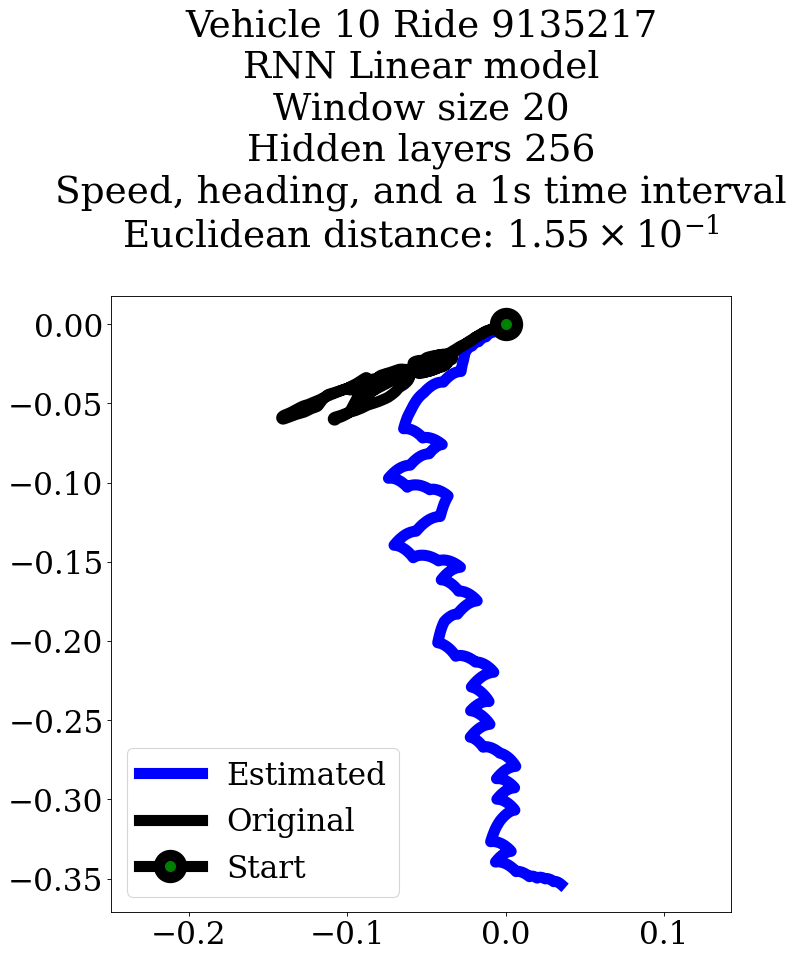 Vehicle 10 Ride 9135217
RNN Linear model
Window size 20
Hidden layers 256
Speed, heading, and a 1s time interval
Euclidean distance: 1.55 × 10⁻¹
0.00
−0.05
−0.10
−0.15
−0.20
−0.25
−0.30
−0.35
Estimated
Original
Start
−0.2
−0.1
0.0
0.1